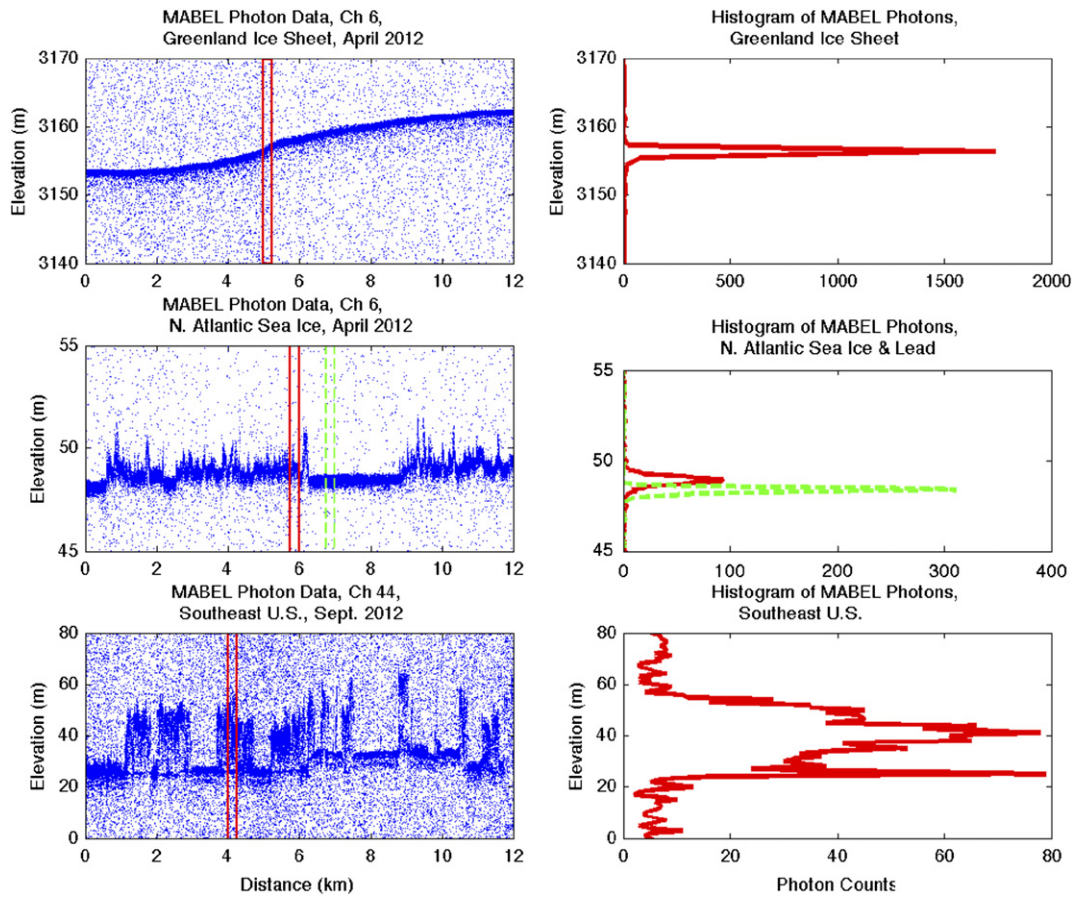 MABEL Photon Data, Ch 6,
Greenland Ice Sheet, April 2012
Elevation (m)
3170
3160
3150
3140
0 2 4 6 8 10 12
Histogram of MABEL Photons,
Greenland Ice Sheet
Elevation (m)
3170
3160
3150
3140
0 500 1000 1500 2000
MABEL Photon Data, Ch 6,
N. Atlantic Sea Ice, April 2012
Elevation (m)
55
50
45
0 2 4 6 8 10 12
Histogram of MABEL Photons,
N. Atlantic Sea Ice & Lead
Elevation (m)
55
50
45
0 100 200 300 400
MABEL Photon Data, Ch 44,
Southeast U.S., Sept. 2012
Elevation (m)
80
60
40
20
0
0 2 4 6 8 10 12
Distance (km)
Histogram of MABEL Photons,
Southeast U.S.
Elevation (m)
80
60
40
20
0
0 20 40 60 80
Photon Counts